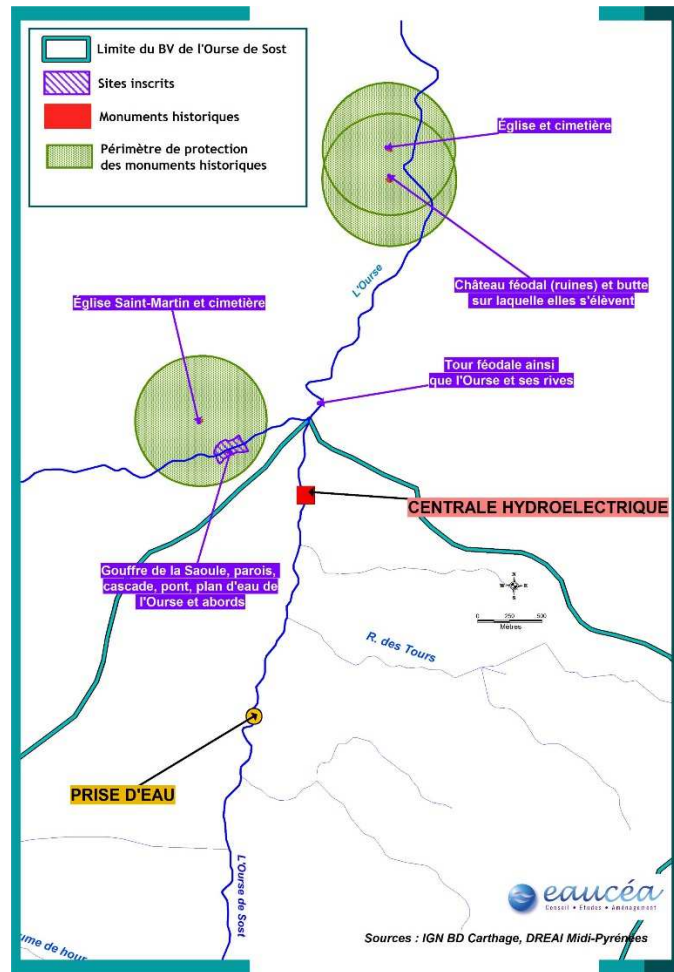 Limite du BV de l'Ourse de Sost
Sites inscrits
Monuments historiques
Périmètre de protection
des monuments historiques
Église et cimetière
L'Ourse
Château féodal (ruines) et butte
sur laquelle elles s'élèvent
Église Saint-Martin et cimetière
Tour féodale ainsi
que l'Ourse et ses rives
CENTRALE HYDROELECTRIQUE
Gouffre de la Saoule, parois,
cascade, pont, plan d'eau de
l'Ourse et abords
N
W E
S
0 250 500
Mètres
R. des Tours
PRISE D'EAU
L'Ourse de Sost
eaucéa
Conseil • Etudes • Aménagement
ume de hour
Sources : IGN BD Carthage, DREAl Midi-Pyrénées